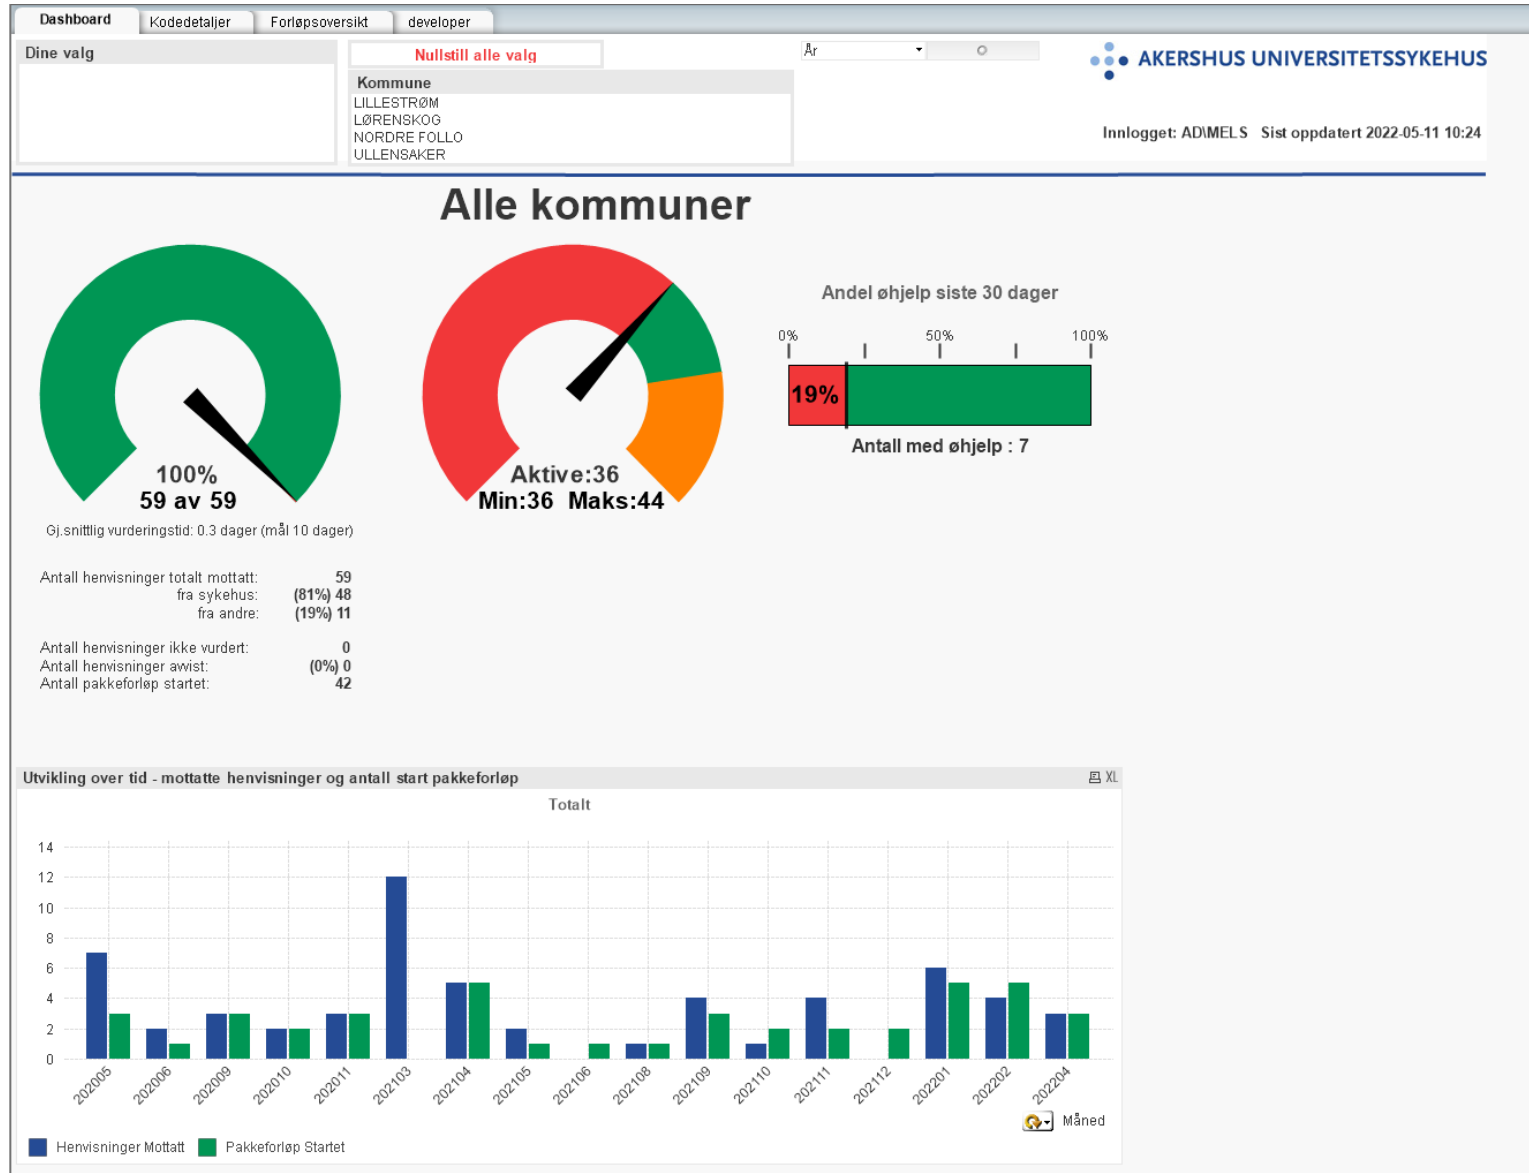 Dashboard
Kodedetaljer
Forløpsoversikt
developer
Dine valg
Nullstill alle valg
Kommune
LILLESTRØM
LØRENSKOG
NORDRE FOLLO
ULLENSAKER
År
AKERSHUS UNIVERSITETSSYKEHUS
Innlogget: AD\MELS Sist oppdatert 2022-05-11 10:24
Alle kommuner
100%
59 av 59
Gj.snittlig vurderingstid: 0.3 dager (mål 10 dager)
Aktive:36
Min:36 Maks:44
Andel øhjelp siste 30 dager
0% 50% 100%
19%
Antall med øhjelp : 7
Antall henvisninger totalt mottatt: 59
fra sykehus: (81%) 48
fra andre: (19%) 11
Antall henvisninger ikke vurdert: 0
Antall henvisninger avvist: (0%) 0
Antall pakkeforløp startet: 42
Utvikling over tid - mottatte henvisninger og antall start pakkeforløp
XL
Totalt
14
12
10
8
6
4
2
0
202005 202006 202009 202010 202011 202103 202104 202105 202106 202108 202109 202110 202111 202112 202201 202202 202204
Måned
Henvisninger Mottatt Pakkeforløp Startet